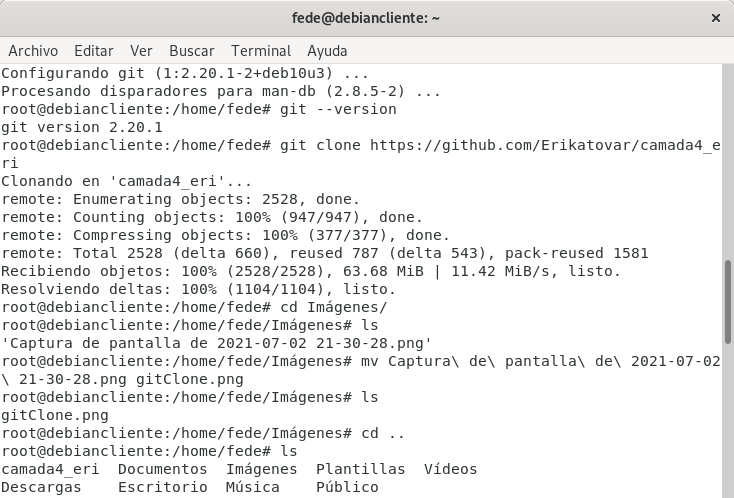 fede@debiancliente: ~
×
Archivo Editar Ver Buscar Terminal Ayuda
Configurando git (1:2.20.1-2+deb10u3) ...
Procesando disparadores para man-db (2.8.5-2) ...
root@debiancliente:/home/fede# git --version
git version 2.20.1
root@debiancliente:/home/fede# git clone https://github.com/Erikatovar/camada4_e
ri
Clonando en 'camada4_eri'...
remote: Enumerating objects: 2528, done.
remote: Counting objects: 100% (947/947), done.
remote: Compressing objects: 100% (377/377), done.
remote: Total 2528 (delta 660), reused 787 (delta 543), pack-reused 1581
Recibiendo objetos: 100% (2528/2528), 63.68 MiB | 11.42 MiB/s, listo.
Resolviendo deltas: 100% (1104/1104), listo.
root@debiancliente:/home/fede# cd Imágenes/
root@debiancliente:/home/fede/Imágenes# ls
'Captura de pantalla de 2021-07-02 21-30-28.png'
root@debiancliente:/home/fede/Imágenes# mv Captura\ de\ pantalla\ de\ 2021-07-02
\ 21-30-28.png gitClone.png
root@debiancliente:/home/fede/Imágenes# ls
gitClone.png
root@debiancliente:/home/fede/Imágenes# cd ..
root@debiancliente:/home/fede# ls
camada4_eri  Documentos  Imágenes  Plantillas  Vídeos
Descargas    Escritorio  Música    Público